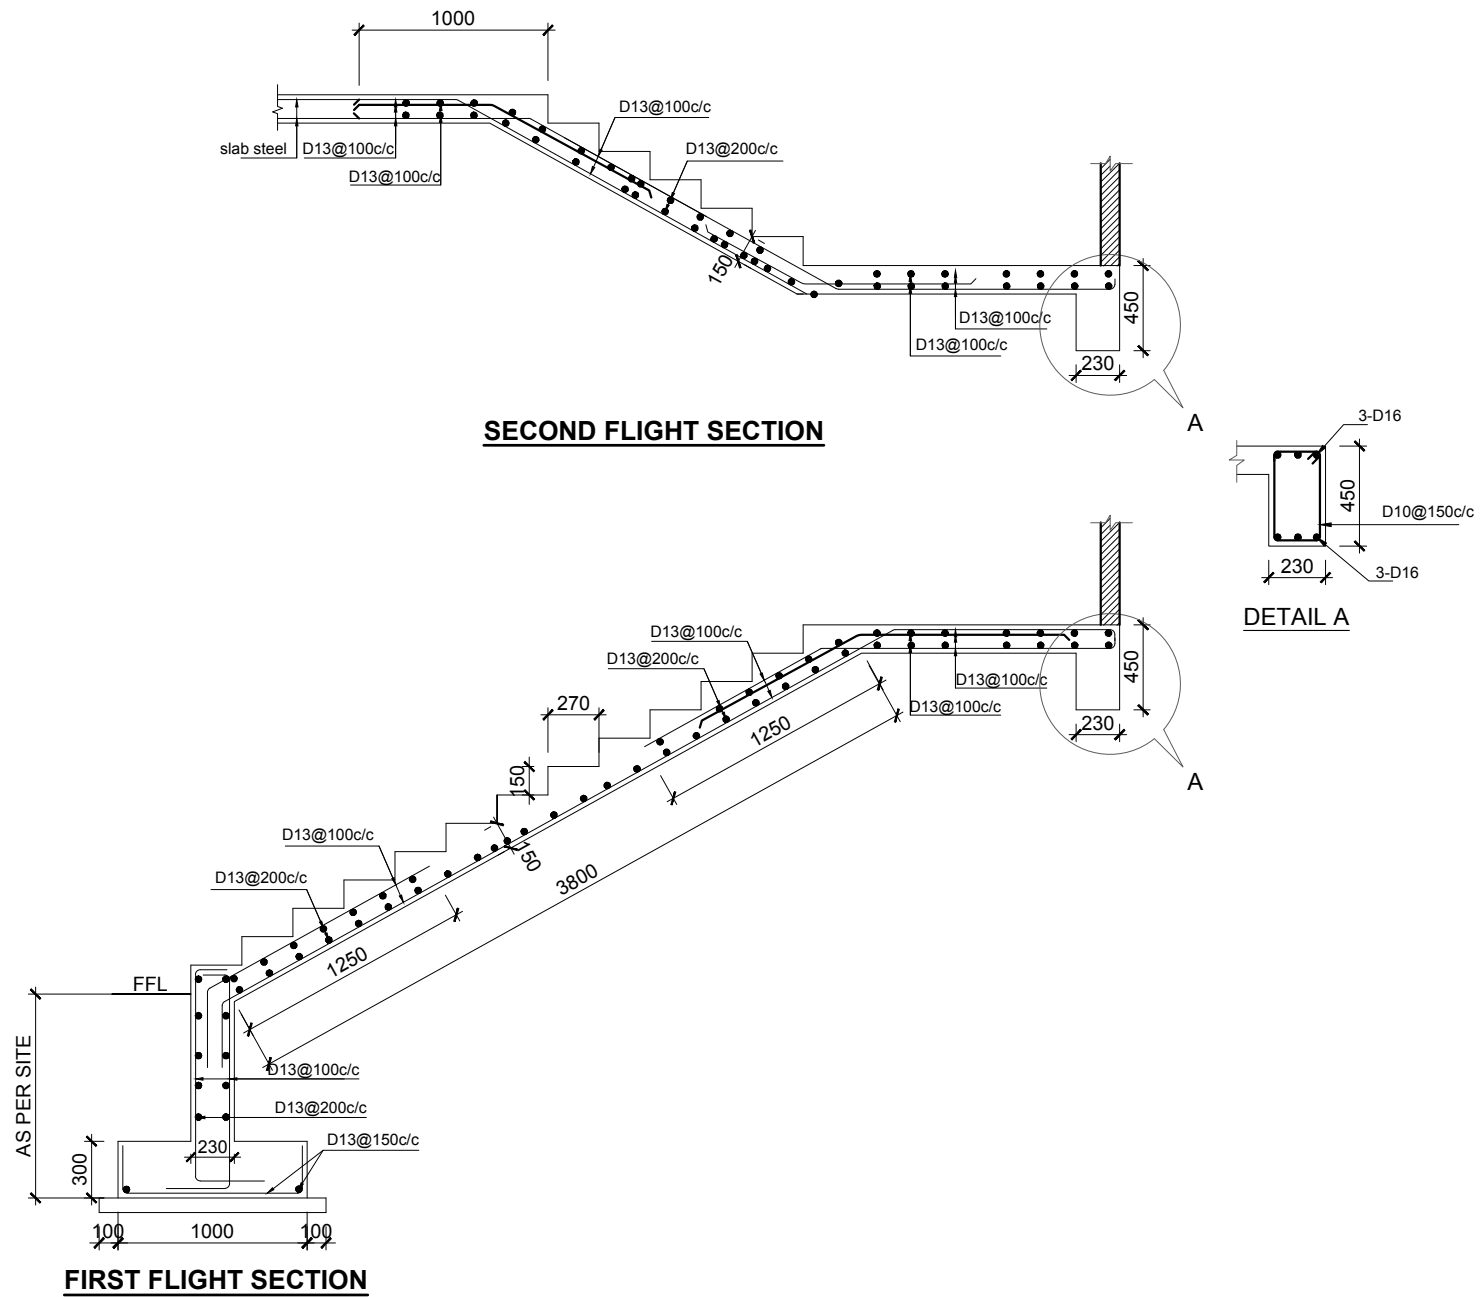 1000
D13@100c/c
slab steel
D13@100c/c
D13@200c/c
D13@100c/c
150
D13@100c/c
D13@100c/c
450
230
A
SECOND FLIGHT SECTION
3-D16
450
D10@150c/c
230
3-D16
DETAIL A
D13@100c/c
D13@200c/c
270
D13@100c/c
D13@100c/c
450
230
A
1250
150
D13@100c/c
150
3800
D13@200c/c
1250
FFL
AS PER SITE
D13@100c/c
D13@200c/c
230
D13@150c/c
300
100
1000
100
FIRST FLIGHT SECTION